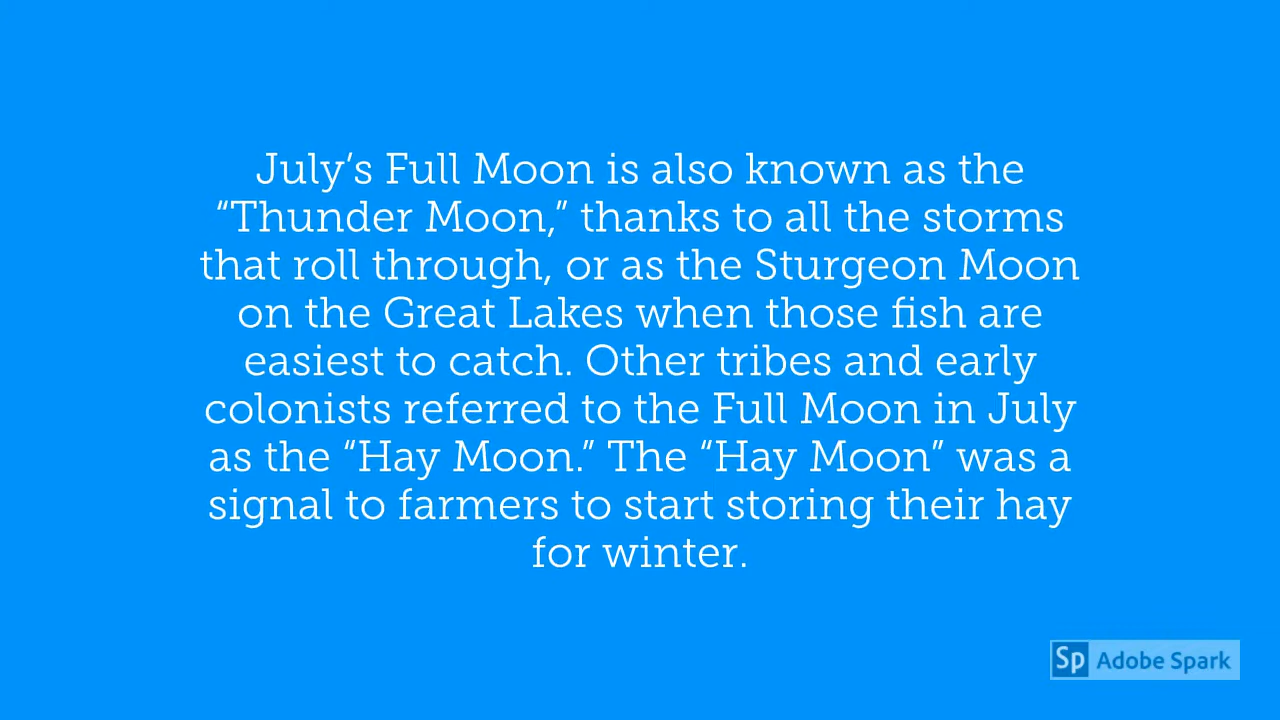 July’s Full Moon is also known as the
“Thunder Moon,” thanks to all the storms
that roll through, or as the Sturgeon Moon
on the Great Lakes when those fish are
easiest to catch. Other tribes and early
colonists referred to the Full Moon in July
as the “Hay Moon.” The “Hay Moon” was a
signal to farmers to start storing their hay
for winter.
Sp Adobe Spark